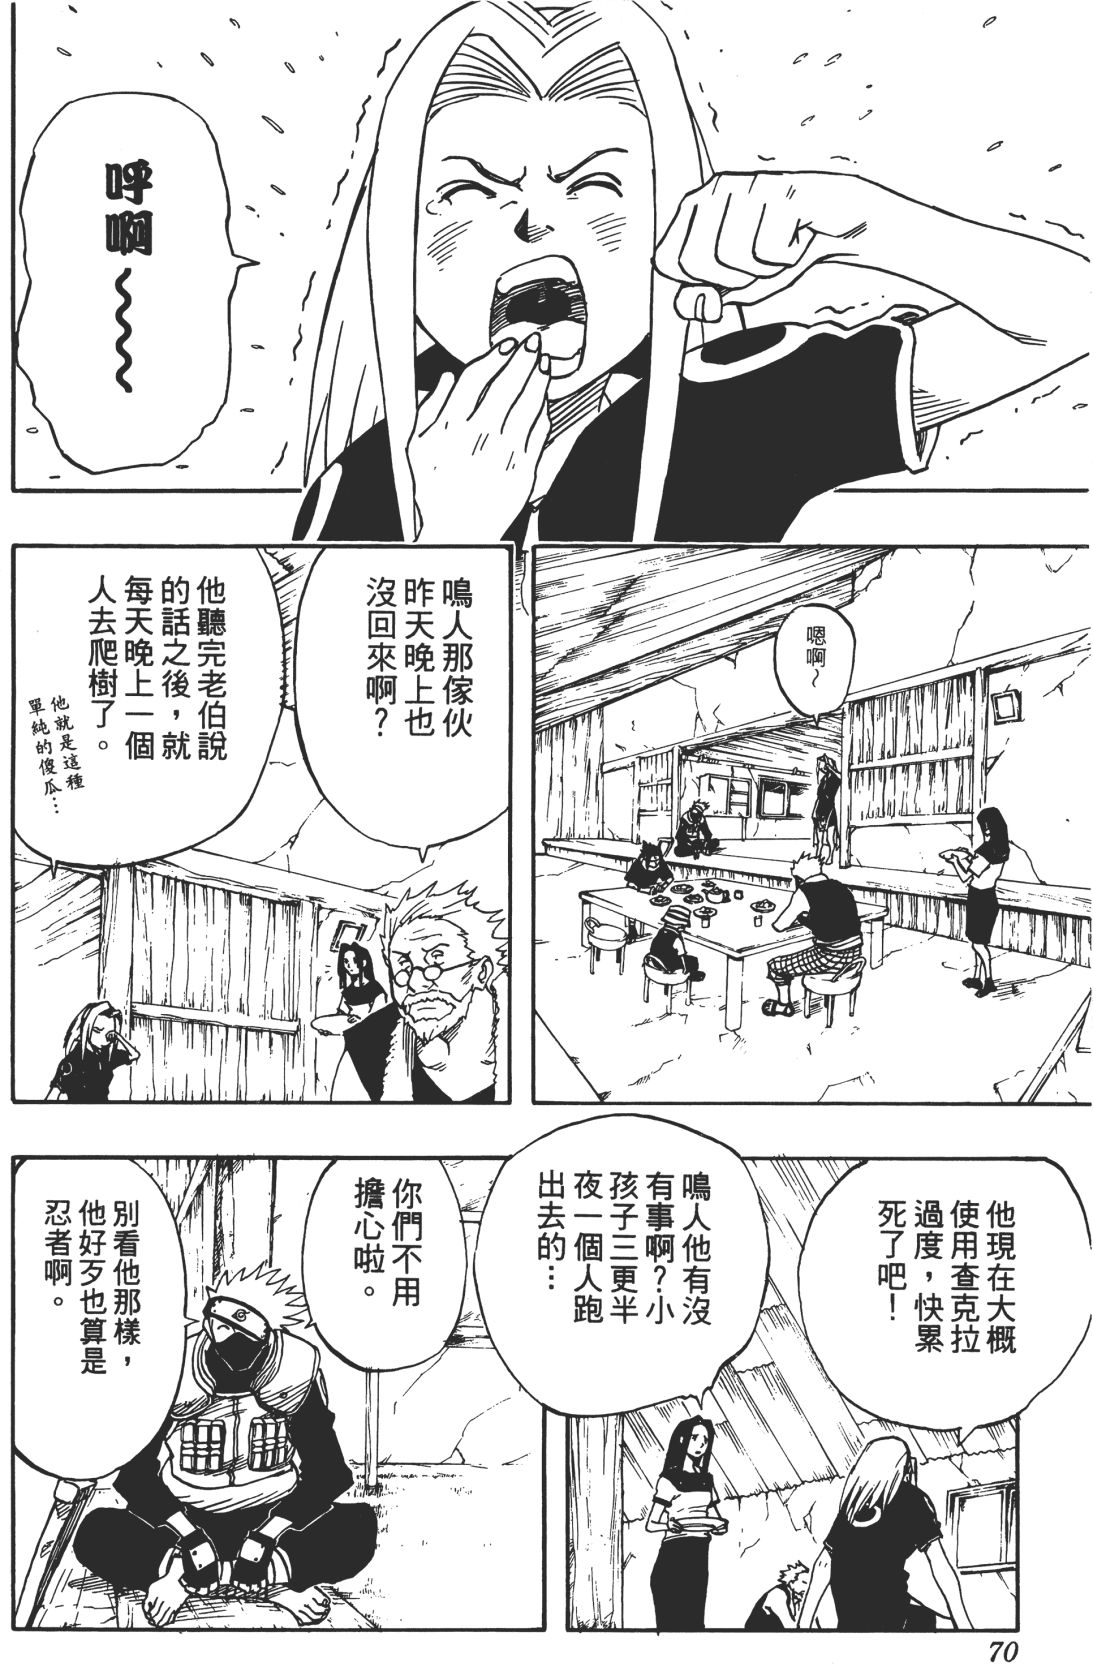 呼啊～～
嗯啊～
鳴人那傢伙
昨天晚上也
沒回來啊？
他聽完老伯說
的話之後，就
每天晚上一個
人去爬樹了。
他就是這種
單純的傻瓜…
他現在大概
使用查克拉
過度，快累
死了吧！
鳴人他有沒
有事啊？小
孩子三更半
夜一個人跑
出去的…
你們不用
擔心啦。
別看他那樣，
他好歹也算是
忍者啊。
70